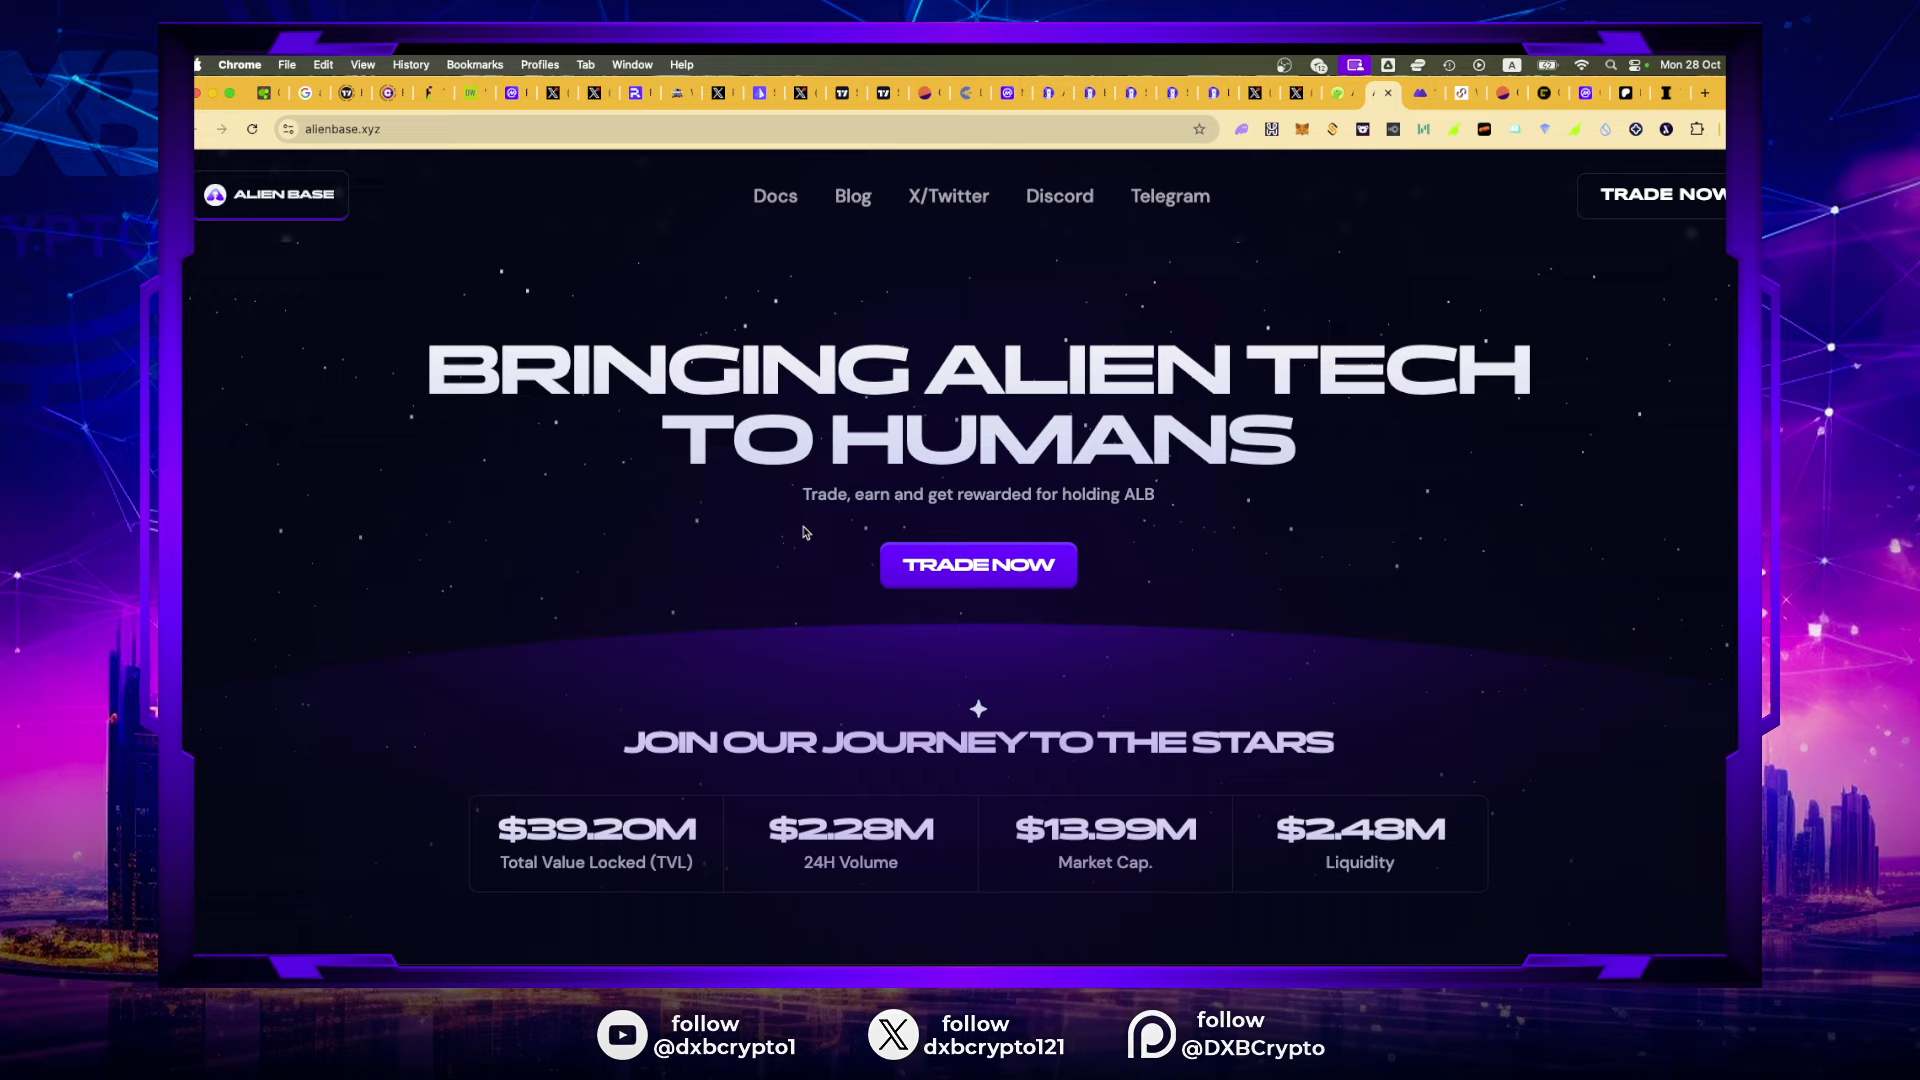 Chrome File Edit View History Bookmarks Profiles Tab Window Help
Mon 28 Oct
alienbase.xyz
ALIEN BASE
Docs Blog X/Twitter Discord Telegram
TRADE NOW
BRINGING ALIEN TECH
TO HUMANS
Trade, earn and get rewarded for holding ALB
TRADE NOW
JOIN OUR JOURNEY TO THE STARS
$39.20M $2.28M $13.99M $2.48M
Total Value Locked (TVL) 24H Volume Market Cap. Liquidity
follow
@dxbcrypto1
follow
dxbcrypto121
follow
@DXBCrypto